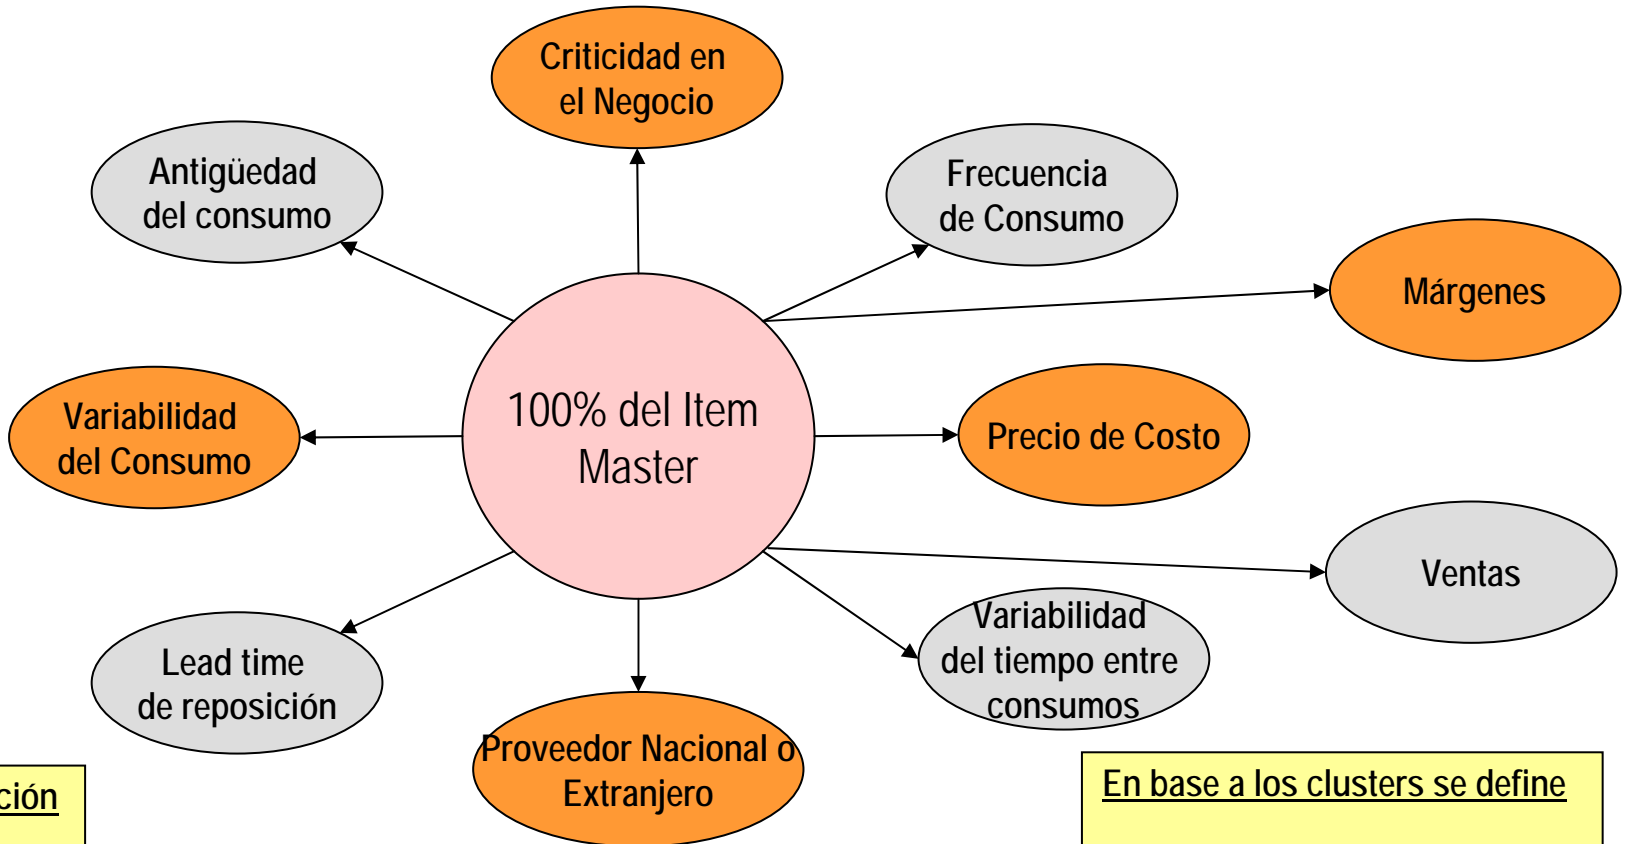 Criticidad en
el Negocio
Antigüedad
del consumo
Frecuencia
de Consumo
Márgenes
100% del Item
Master
Variabilidad
del Consumo
Precio de Costo
Ventas
Variabilidad
del tiempo entre
consumos
Lead time
de reposición
Proveedor Nacional o
Extranjero
ción
En base a los clusters se define